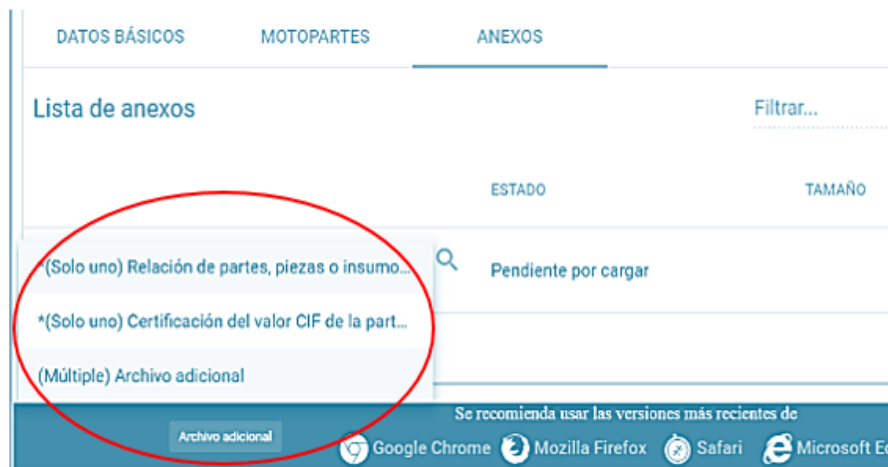 DATOS BÁSICOS MOTOPARTES ANEXOS
Lista de anexos Filtrar...
ESTADO TAMAÑO
*(Solo uno) Relación de partes, piezas o insumo...
Pendiente por cargar
*(Solo uno) Certificación del valor CIF de la part...
(Múltiple) Archivo adicional
Se recomienda usar las versiones más recientes de
Archivo adicional
Google Chrome Mozilla Firefox Safari Microsoft Ed